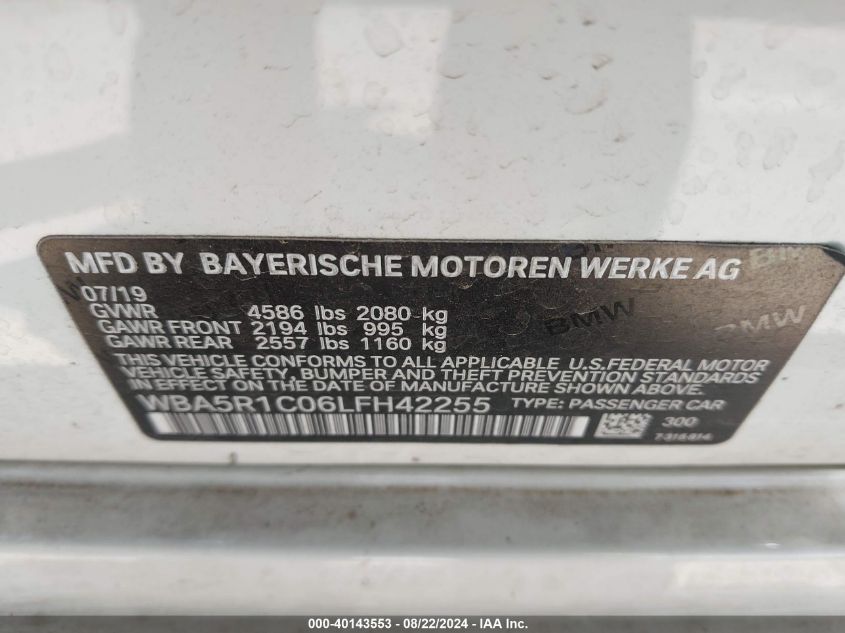 MFD BY BAYERISCHE MOTOREN WERKE AG
07/19
GVWR 4586 lbs 2080 kg
GAWR FRONT 2194 lbs 995 kg
GAWR REAR 2557 lbs 1160 kg
THIS VEHICLE CONFORMS TO ALL APPLICABLE U.S.FEDERAL MOTOR
VEHICLE SAFETY, BUMPER AND THEFT PREVENTION STANDARDS
IN EFFECT ON THE DATE OF MANUFACTURE SHOWN ABOVE.
WBA5R1C06LFH42255 TYPE: PASSENGER CAR
300
BMW
BMW
BMW
000-40143553 - 08/22/2024 - IAA Inc.